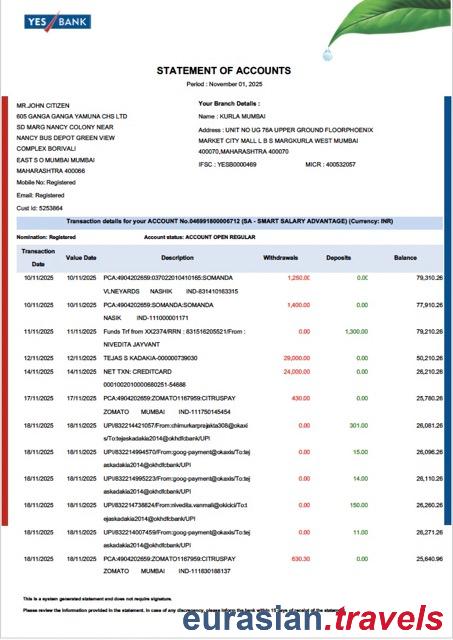 YES BANK
STATEMENT OF ACCOUNTS
Period : November 01, 2025
MR.JOHN CITIZEN
605 GANGA GANGA YAMUNA CHS LTD
SD MARG NANCY COLONY NEAR
NANCY BUS DEPOT GREEN VIEW
COMPLEX BORIVALI
EAST S O MUMBAI MUMBAI
MAHARASHTRA 400066
Mobile No: Registered
Email: Registered
Cust Id: 5253864
Your Branch Details :
Name : KURLA MUMBAI
Address : UNIT NO UG 76A UPPER GROUND FLOORPHOENIX
MARKET CITY MALL L B S MARGKURLA WEST MUMBAI
400070,MAHARASHTRA 400070
IFSC : YESB0000469 MICR : 400532057
Transaction details for your ACCOUNT No.046991800006712 (SA - SMART SALARY ADVANTAGE) (Currency: INR)
Nomination: Registered Account status: ACCOUNT OPEN REGULAR
Transaction Date Value Date Description Withdrawals Deposits Balance
10/11/2025 10/11/2025 PCA:4904202659:037022010410165:SOMANDA 1,250.00 0.00 79,310.26
VLNEYARDS NASHIK IND-831410163315
10/11/2025 10/11/2025 PCA:4904202659:SOMANDA:SOMANDA 1,400.00 0.00 77,910.26
NASIK IND-111000001171
11/11/2025 11/11/2025 Funds Trf from XX2374/RRN : 831516205521/From : 0.00 1,300.00 79,210.26
NIVEDITA JAYVANT
12/11/2025 12/11/2025 TEJAS S KADAKIA-000000739030 29,000.00 0.00 50,210.26
14/11/2025 14/11/2025 NET TXN: CREDITCARD 24,000.00 0.00 26,210.26
0001002010000680251-54686
17/11/2025 17/11/2025 PCA:4904202659:ZOMATO1167959:CITRUSPAY 430.00 0.00 25,780.26
ZOMATO MUMBAI IND-111750145454
18/11/2025 18/11/2025 UPI/832214421057/From:chimurkarprajakta308@okaxi 0.00 301.00 26,081.26
s/To:tejaskadakia2014@okhdfcbank/UPI
18/11/2025 18/11/2025 UPI/832214994570/From:goog-payment@okaxis/To:tej 0.00 15.00 26,096.26
askadakia2014@okhdfcbank/UPI
18/11/2025 18/11/2025 UPI/832214995223/From:goog-payment@okaxis/To:tej 0.00 14.00 26,110.26
askadakia2014@okhdfcbank/UPI
18/11/2025 18/11/2025 UPI/832214738624/From:nivedita.vanmali@okicici/To:t 0.00 150.00 26,260.26
ejaskadakia2014@okhdfcbank/UPI
18/11/2025 18/11/2025 UPI/832214007459/From:goog-payment@okaxis/To:tej 0.00 11.00 26,271.26
askadakia2014@okhdfcbank/UPI
18/11/2025 18/11/2025 PCA:4904202659:ZOMATO1167959:CITRUSPAY 630.30 0.00 25,640.96
ZOMATO MUMBAI IND-111830188137
This is a system generated statement and does not require signature.
Please review the information provided in the statement. In case of any discrepancy, please inform the bank within 15 days of receipt of the statement
eurasian.travels